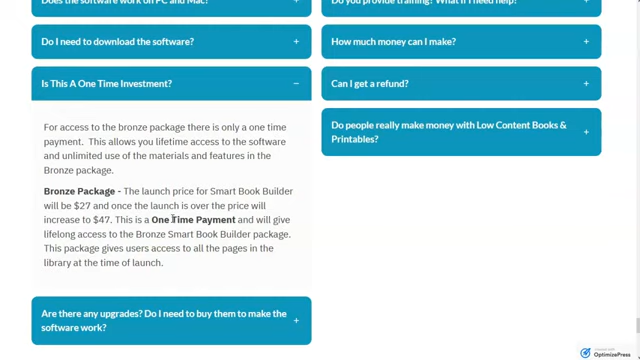 Does the software work on PC and Mac?
Do I need to download the software?
+
Is This A One Time Investment?
−
For access to the bronze package there is only a one time
payment. This allows you lifetime access to the software
and unlimited use of the materials and features in the
Bronze package.
Bronze Package - The launch price for Smart Book Builder
will be $27 and once the launch is over the price will
increase to $47. This is a One Time Payment and will give
lifelong access to the Bronze Smart Book Builder package.
This package gives users access to all the pages in the
library at the time of launch.
Are there any upgrades? Do I need to buy them to make the
software work?
+
Do you provide training? What if I need help?
How much money can I make?
+
Can I get a refund?
+
Do people really make money with Low Content Books &
Printables?
+
OptimizePress